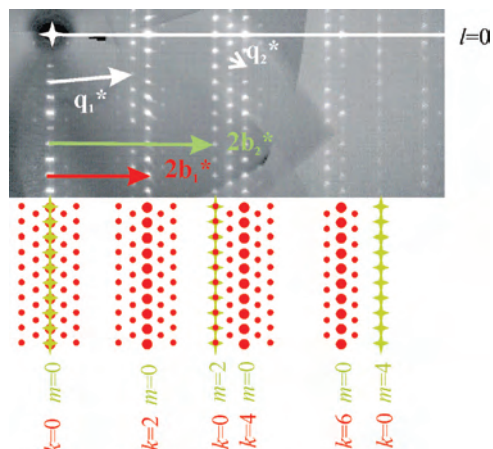 l=0
q₂*
q₁*
2b₂*
2b₁*
m=0 m=0 m=2 m=0 m=0 m=4
k=0 k=2 k=0 k=4 k=6 k=0